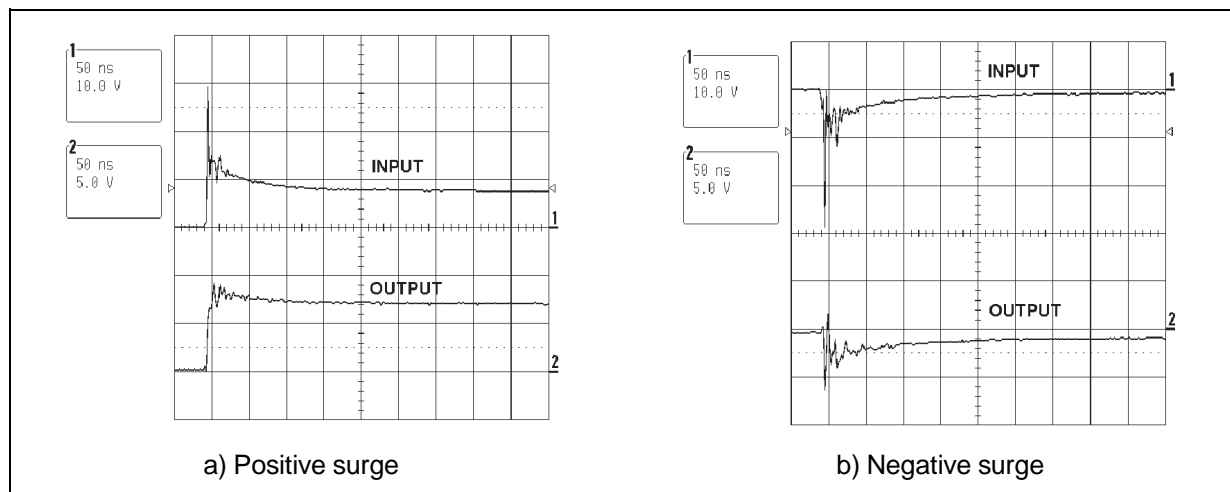 1
50 ns
10.0 V
2
50 ns
5.0 V
INPUT
1
OUTPUT
2
a) Positive surge
1
50 ns
10.0 V
2
50 ns
5.0 V
INPUT
1
OUTPUT
2
b) Negative surge